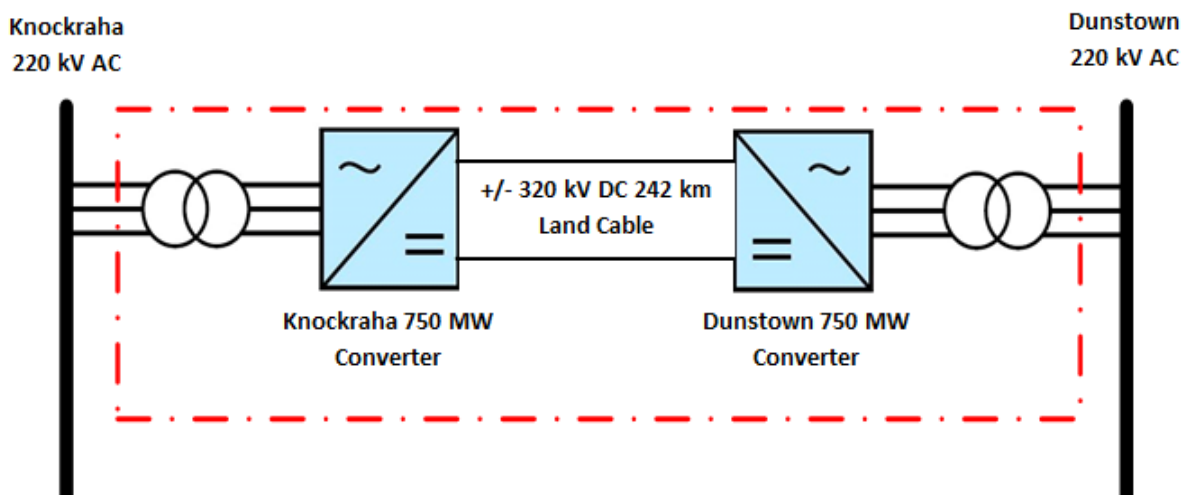 Knockraha
220 kV AC
Dunstown
220 kV AC
+/- 320 kV DC 242 km
Land Cable
Knockraha 750 MW
Converter
Dunstown 750 MW
Converter